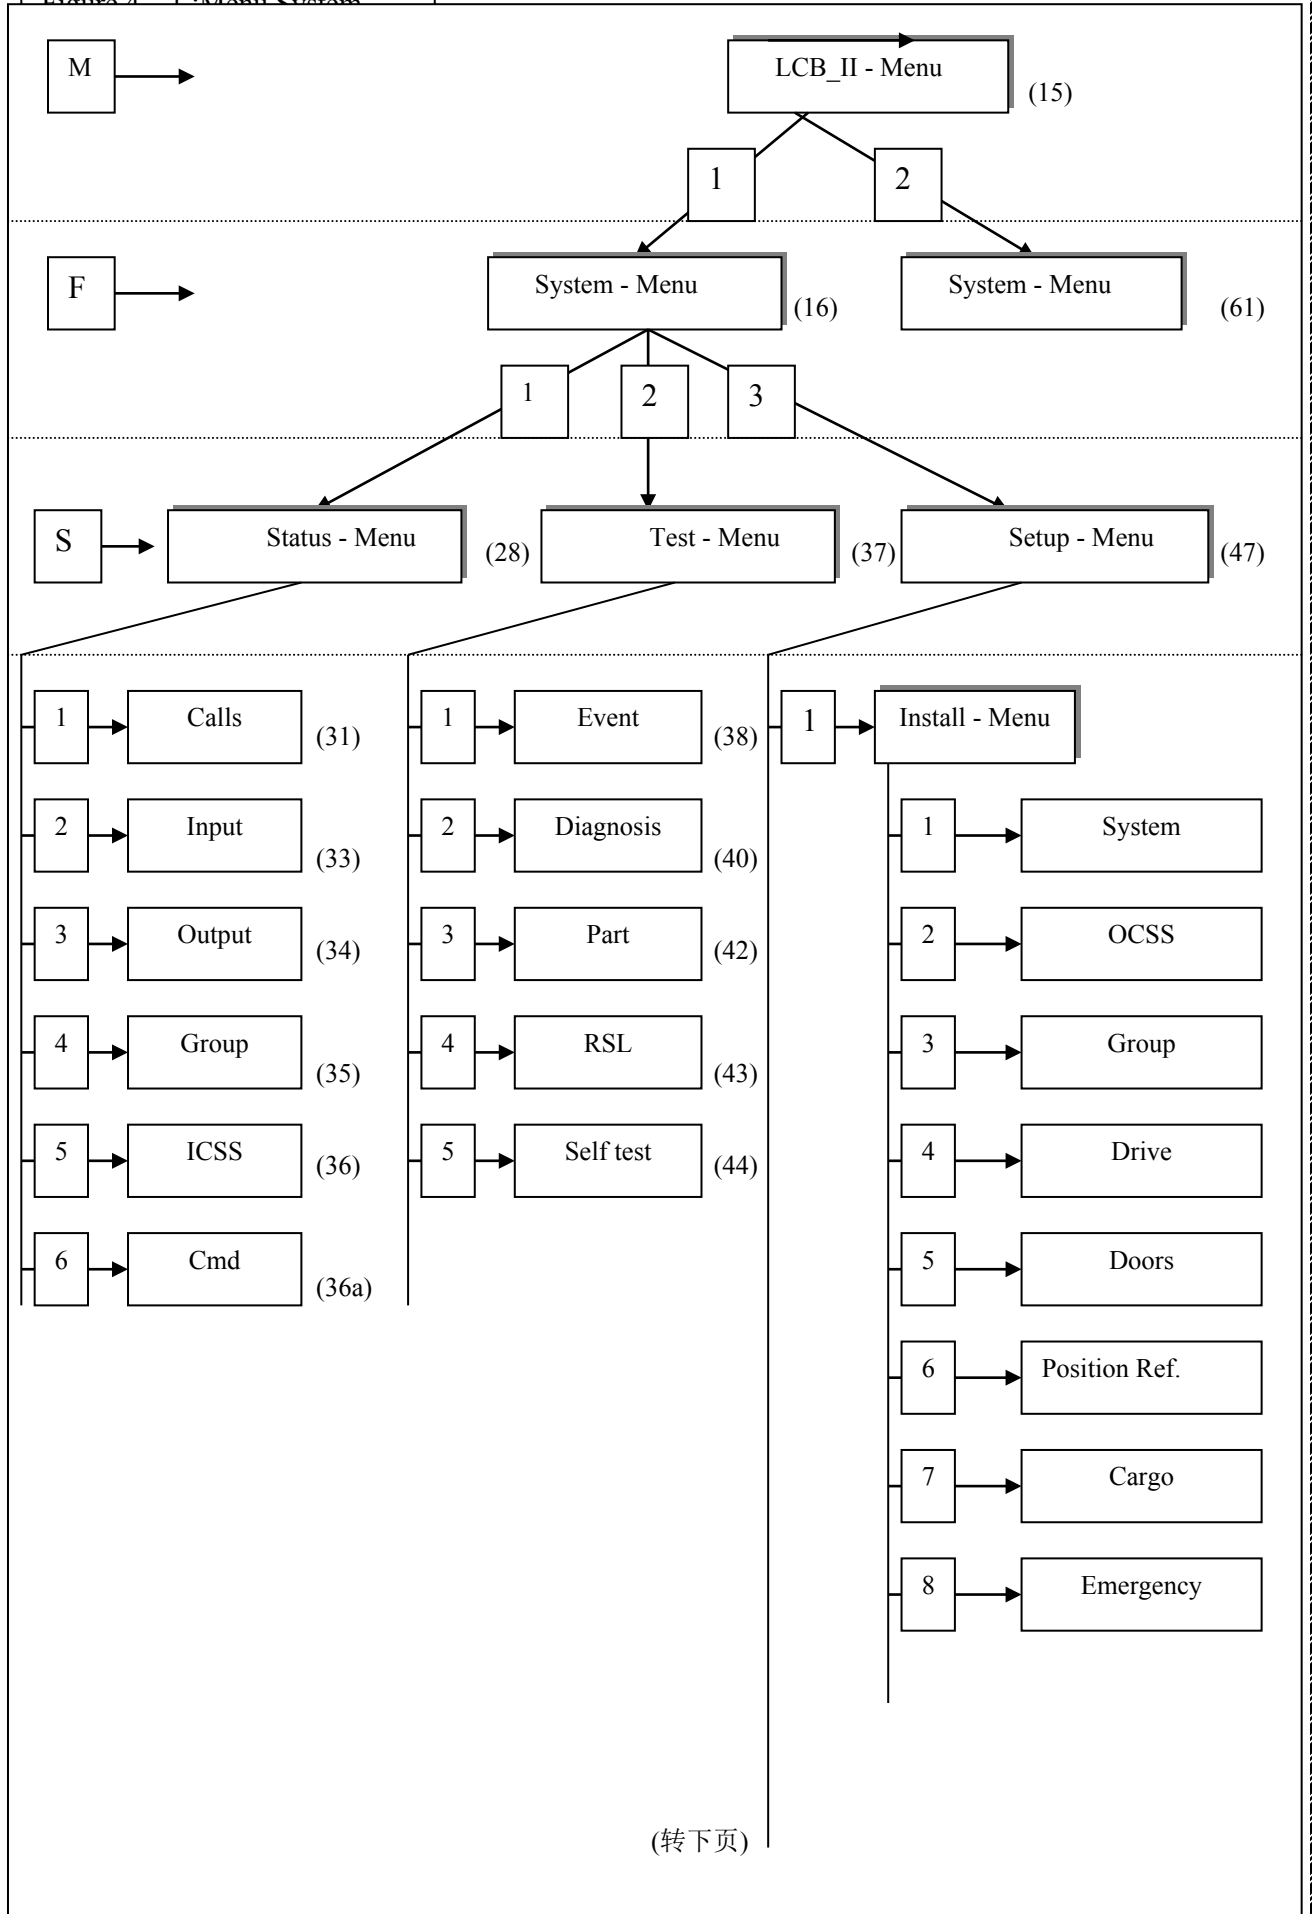 Menu System
M
LCB_II - Menu
(15)
1
2
F
System - Menu
(16)
System - Menu
(61)
1
2
3
S
Status - Menu
(28)
Test - Menu
(37)
Setup - Menu
(47)
1
Calls
(31)
2
Input
(33)
3
Output
(34)
4
Group
(35)
5
ICSS
(36)
6
Cmd
(36a)
1
Event
(38)
2
Diagnosis
(40)
3
Part
(42)
4
RSL
(43)
5
Self test
(44)
1
Install - Menu
1
System
2
OCSS
3
Group
4
Drive
5
Doors
6
Position Ref.
7
Cargo
8
Emergency
(转下页)